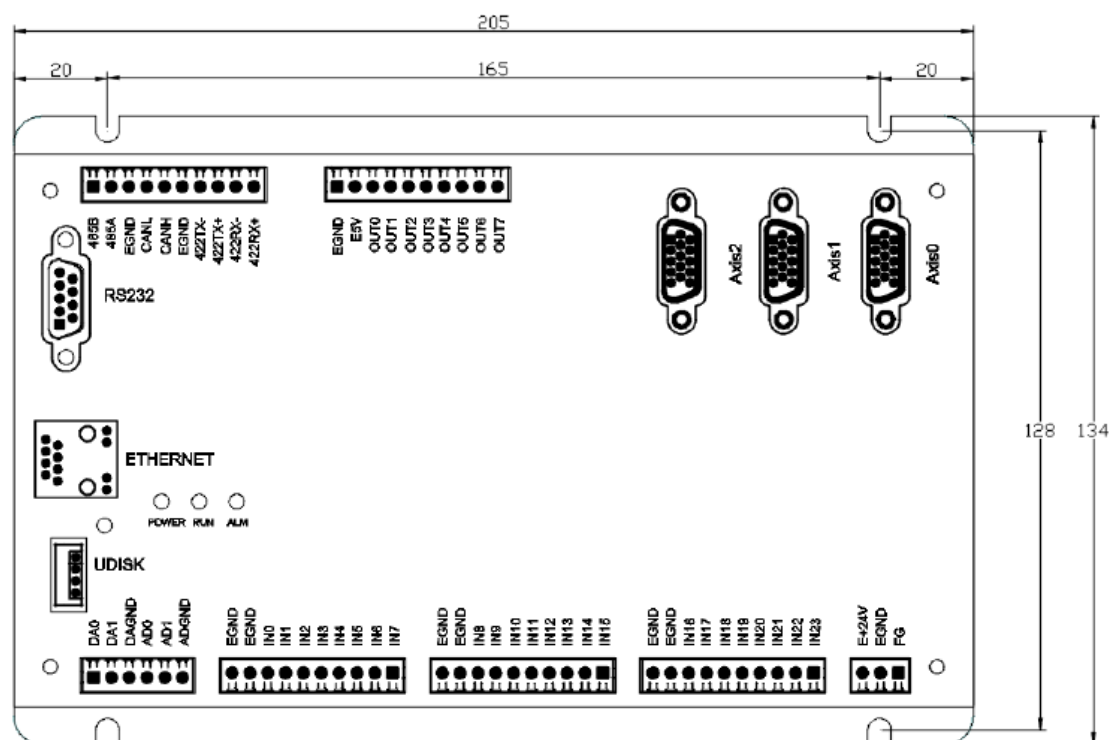 205
20 165 20
485B
485A
EGND
CANL
CANH
EGND
422TX-
422TX+
422RX-
422RX+
EGND
E5V
OUT0
OUT1
OUT2
OUT3
OUT4
OUT5
OUT6
OUT7
RS232
Axis2
Axis1
Axis0
128 134
ETHERNET
POWER RUN ALM
UDISK
DA0
DA1
DAGND
AD0
AD1
ADGND
EGND
EGND
IN0
IN1
IN2
IN3
IN4
IN5
IN6
IN7
EGND
EGND
IN8
IN9
IN10
IN11
IN12
IN13
IN14
IN15
EGND
EGND
IN16
IN17
IN18
IN19
IN20
IN21
IN22
IN23
E+24V
EGND
FG